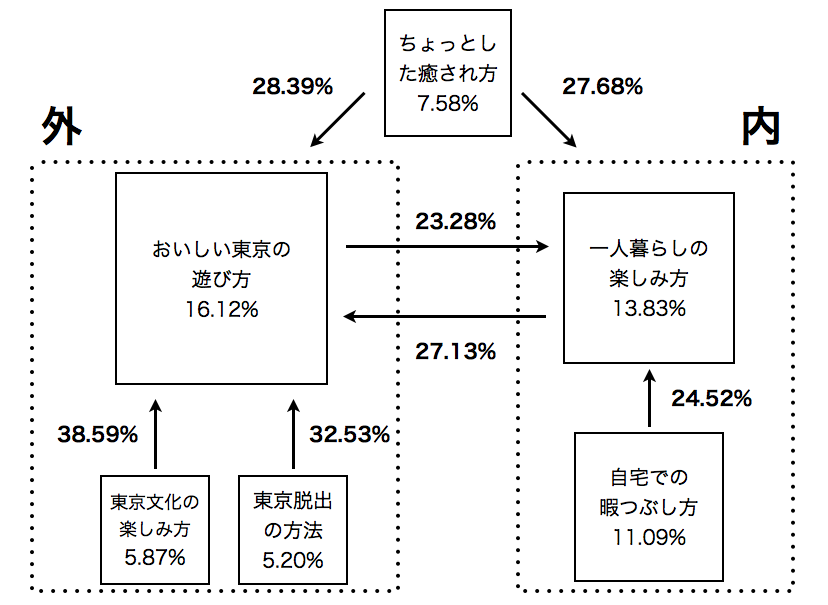 ちょっとし
た癒され方
7.58%
28.39%
27.68%
外
内
おいしい東京の
遊び方
16.12%
23.28%
27.13%
一人暮らしの
楽しみ方
13.83%
38.59%
32.53%
24.52%
東京文化の
楽しみ方
5.87%
東京脱出
の方法
5.20%
自宅での
暇つぶし方
11.09%